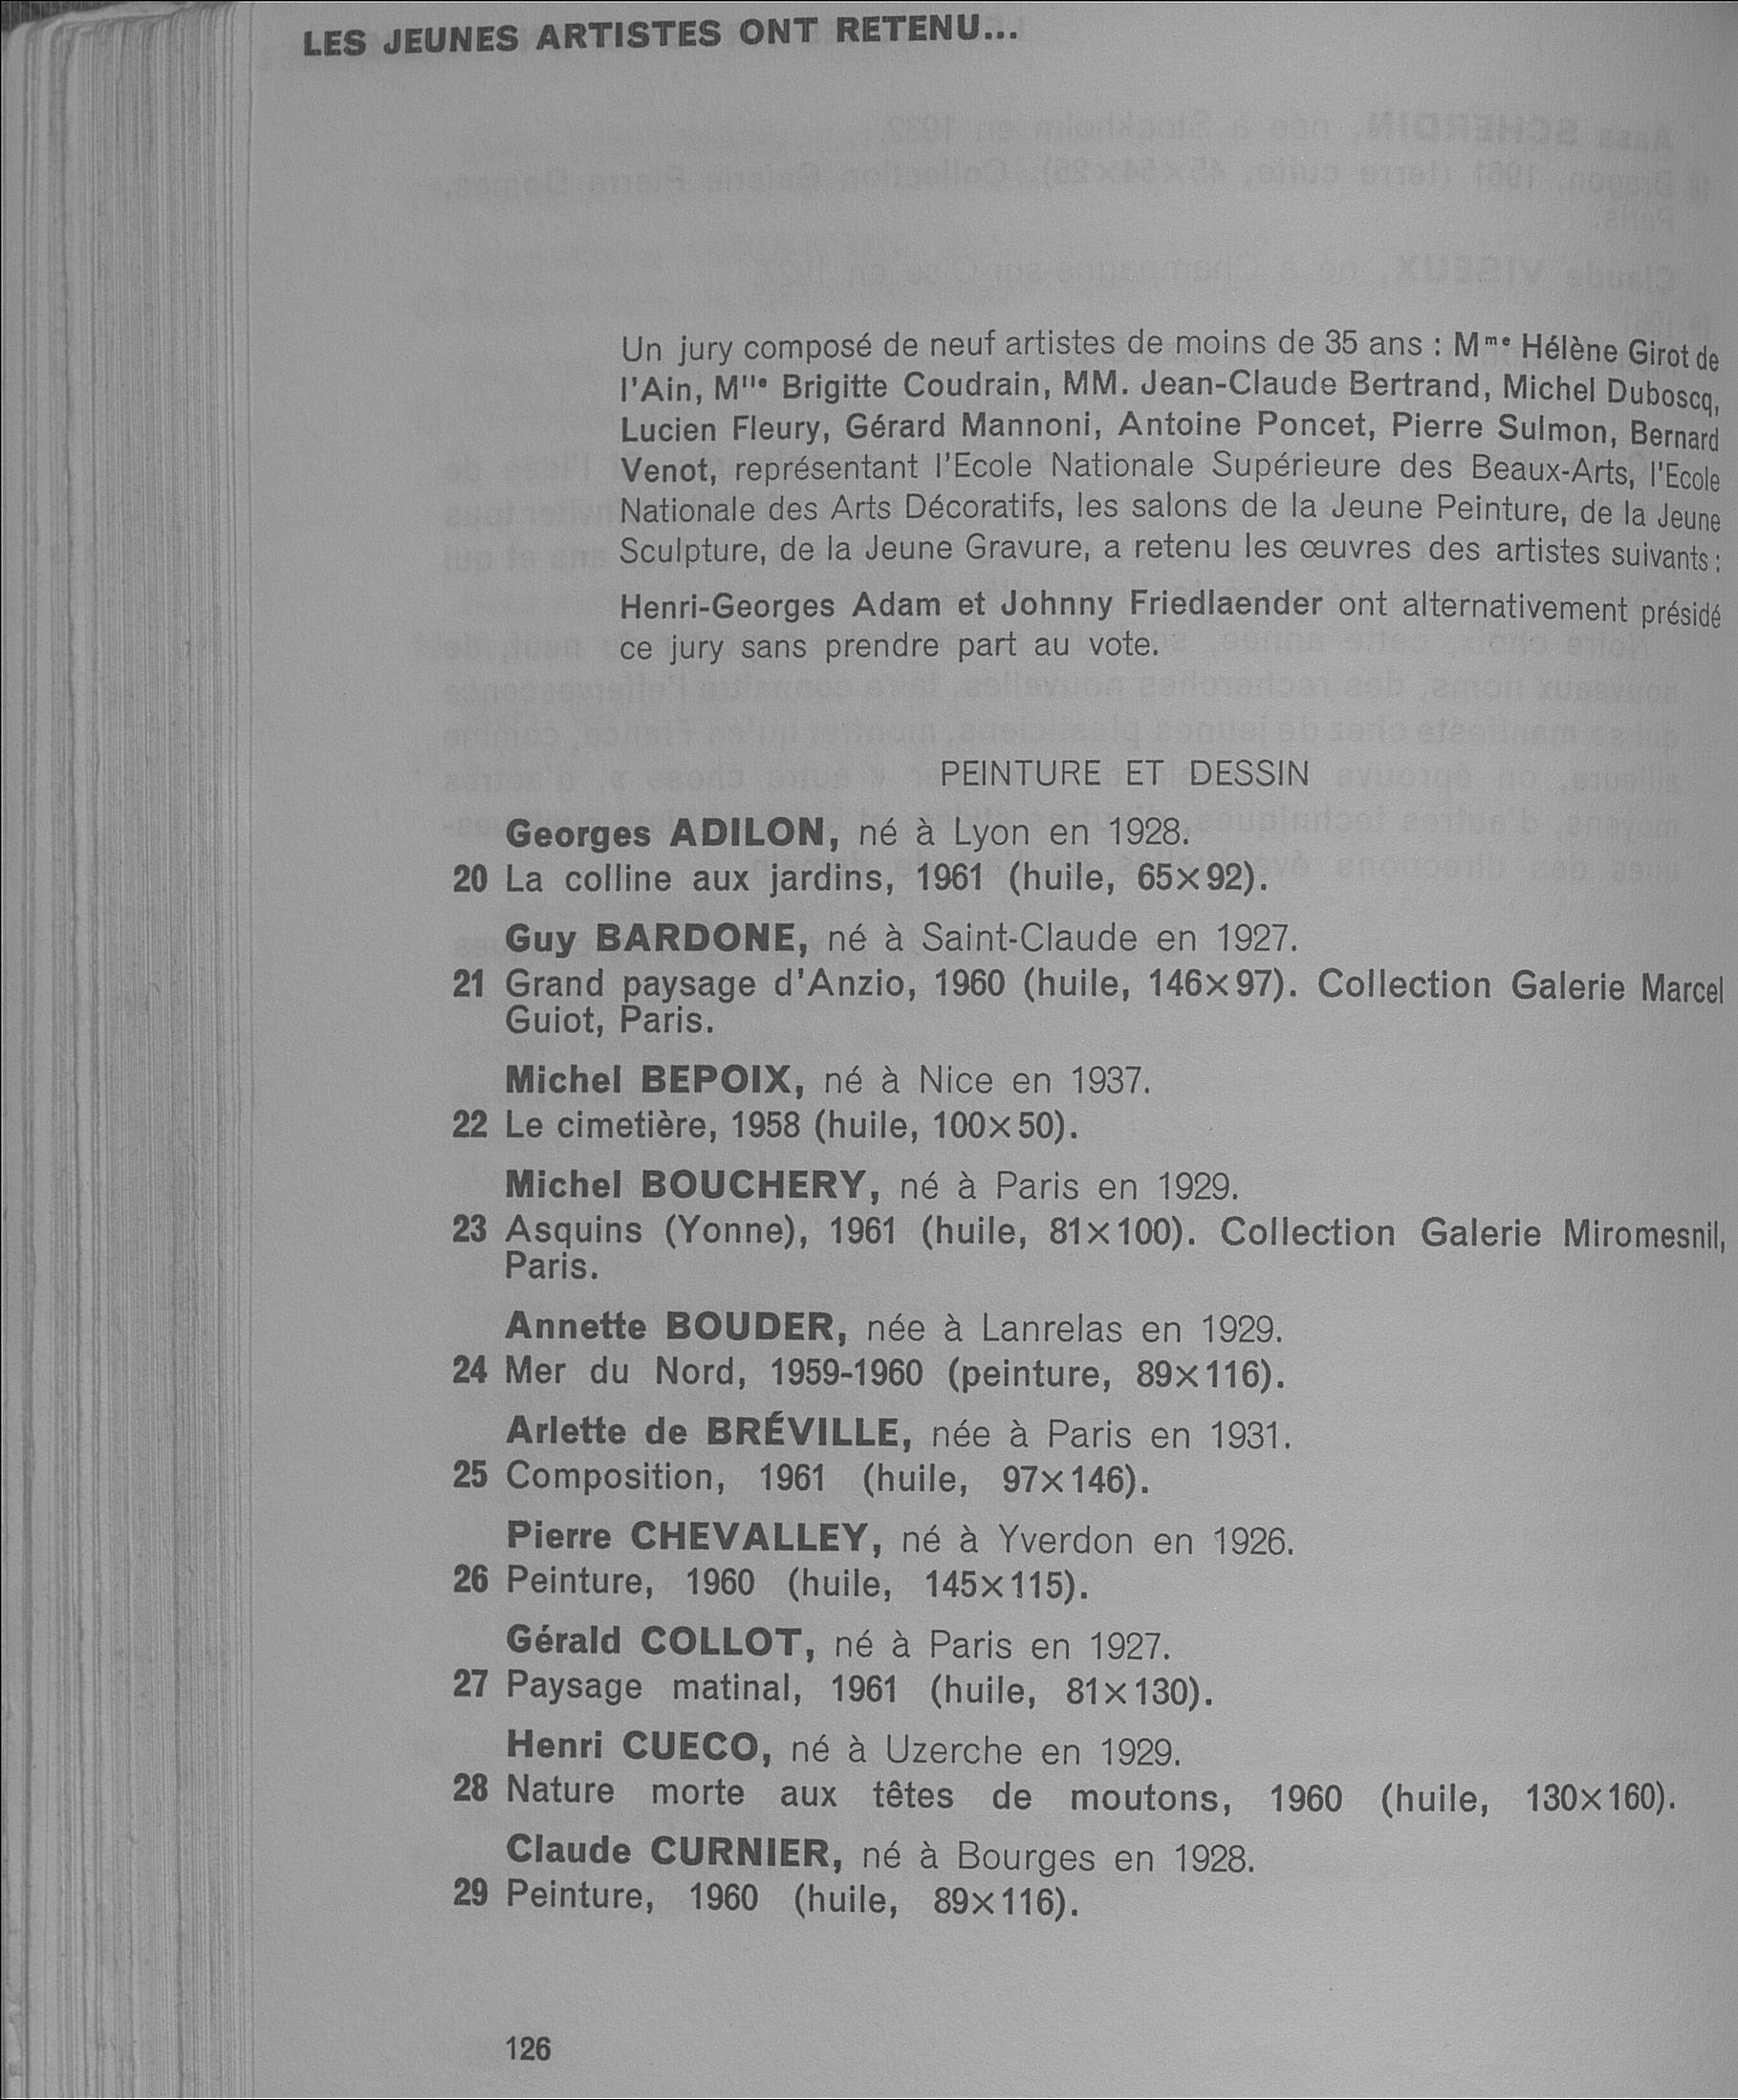 LES JEUNES ARTISTES ONT RETENU...
Un jury composé de neuf artistes de moins de 35 ans : Mme Hélène Girot de
l'Ain, Mlle Brigitte Coudrain, MM. Jean-Claude Bertrand, Michel Duboscq,
Lucien Fleury, Gérard Mannoni, Antoine Poncet, Pierre Sulmon, Bernard
Venot, représentant l'Ecole Nationale Supérieure des Beaux-Arts, l'Ecole
Nationale des Arts Décoratifs, les salons de la Jeune Peinture, de la Jeune
Sculpture, de la Jeune Gravure, a retenu les œuvres des artistes suivants :
Henri-Georges Adam et Johnny Friedlaender ont alternativement présidé
ce jury sans prendre part au vote.
PEINTURE ET DESSIN
Georges ADILON, né à Lyon en 1928.
20 La colline aux jardins, 1961 (huile, 65×92).
Guy BARDONE, né à Saint-Claude en 1927.
21 Grand paysage d'Anzio, 1960 (huile, 146×97). Collection Galerie Marcel
Guiot, Paris.
Michel BEPOIX, né à Nice en 1937.
22 Le cimetière, 1958 (huile, 100×50).
Michel BOUCHERY, né à Paris en 1929.
23 Asquins (Yonne), 1961 (huile, 81×100). Collection Galerie Miromesnil,
Paris.
Annette BOUDER, née à Lanrelas en 1929.
24 Mer du Nord, 1959-1960 (peinture, 89×116).
Arlette de BRÉVILLE, née à Paris en 1931.
25 Composition, 1961 (huile, 97×146).
Pierre CHEVALLEY, né à Yverdon en 1926.
26 Peinture, 1960 (huile, 145×115).
Gérald COLLOT, né à Paris en 1927.
27 Paysage matinal, 1961 (huile, 81×130).
Henri CUECO, né à Uzerche en 1929.
28 Nature morte aux têtes de moutons, 1960 (huile, 130×160).
Claude CURNIER, né à Bourges en 1928.
29 Peinture, 1960 (huile, 89×116).
126